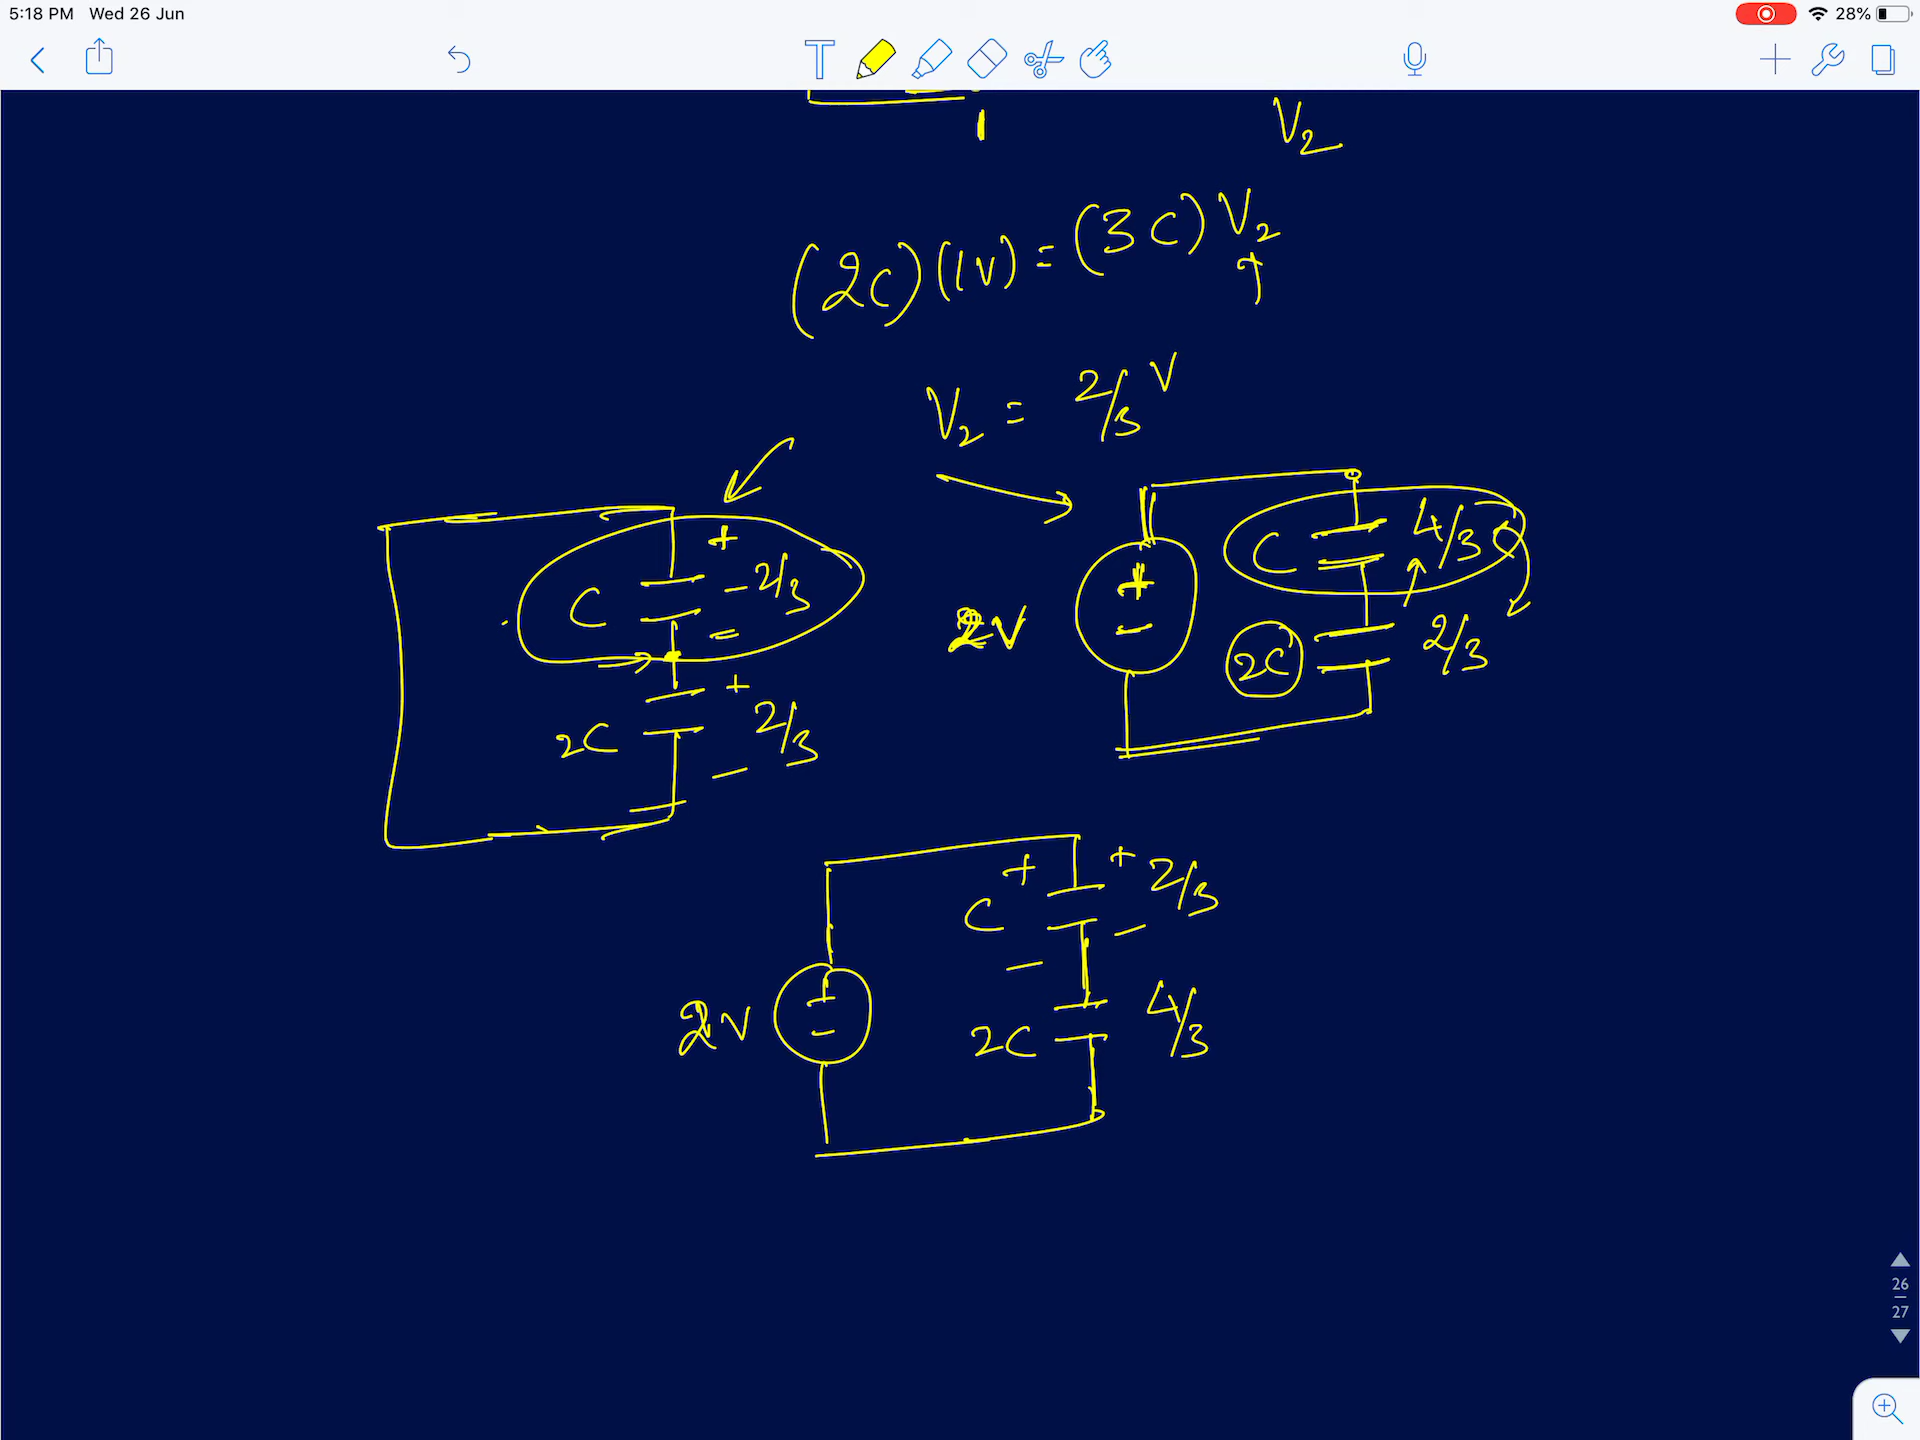 5:18 PM Wed 26 Jun 28%
T
V₂
(2C)(1V) = (3C) V₂
V₂ = 2/3 V
+
C - 2/3
-
+
2C 2/3
-
2V + -
C 4/3
2C 2/3
2V + -
+ C - + 2/3 -
2C 4/3
26
27